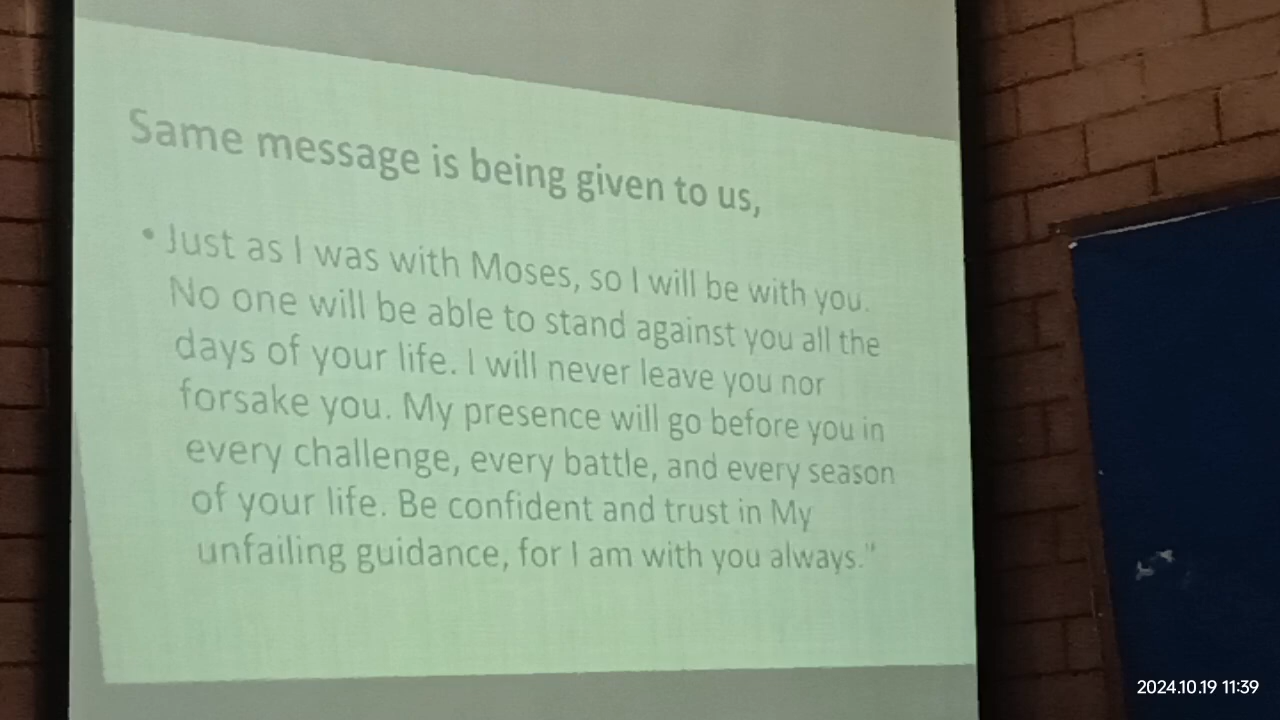 Same message is being given to us,
• Just as I was with Moses, so I will be with you.
No one will be able to stand against you all the
days of your life. I will never leave you nor
forsake you. My presence will go before you in
every challenge, every battle, and every season
of your life. Be confident and trust in My
unfailing guidance, for I am with you always."
2024.10.19 11:39